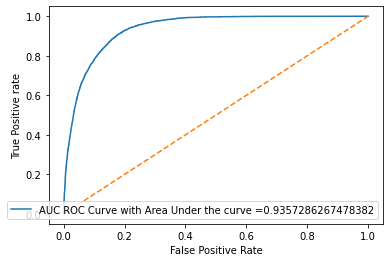 1.0
0.8
0.6
0.4
0.2
0.0
True Positive rate
AUC ROC Curve with Area Under the curve =0.9357286267478382
0.0 0.2 0.4 0.6 0.8 1.0
False Positive Rate